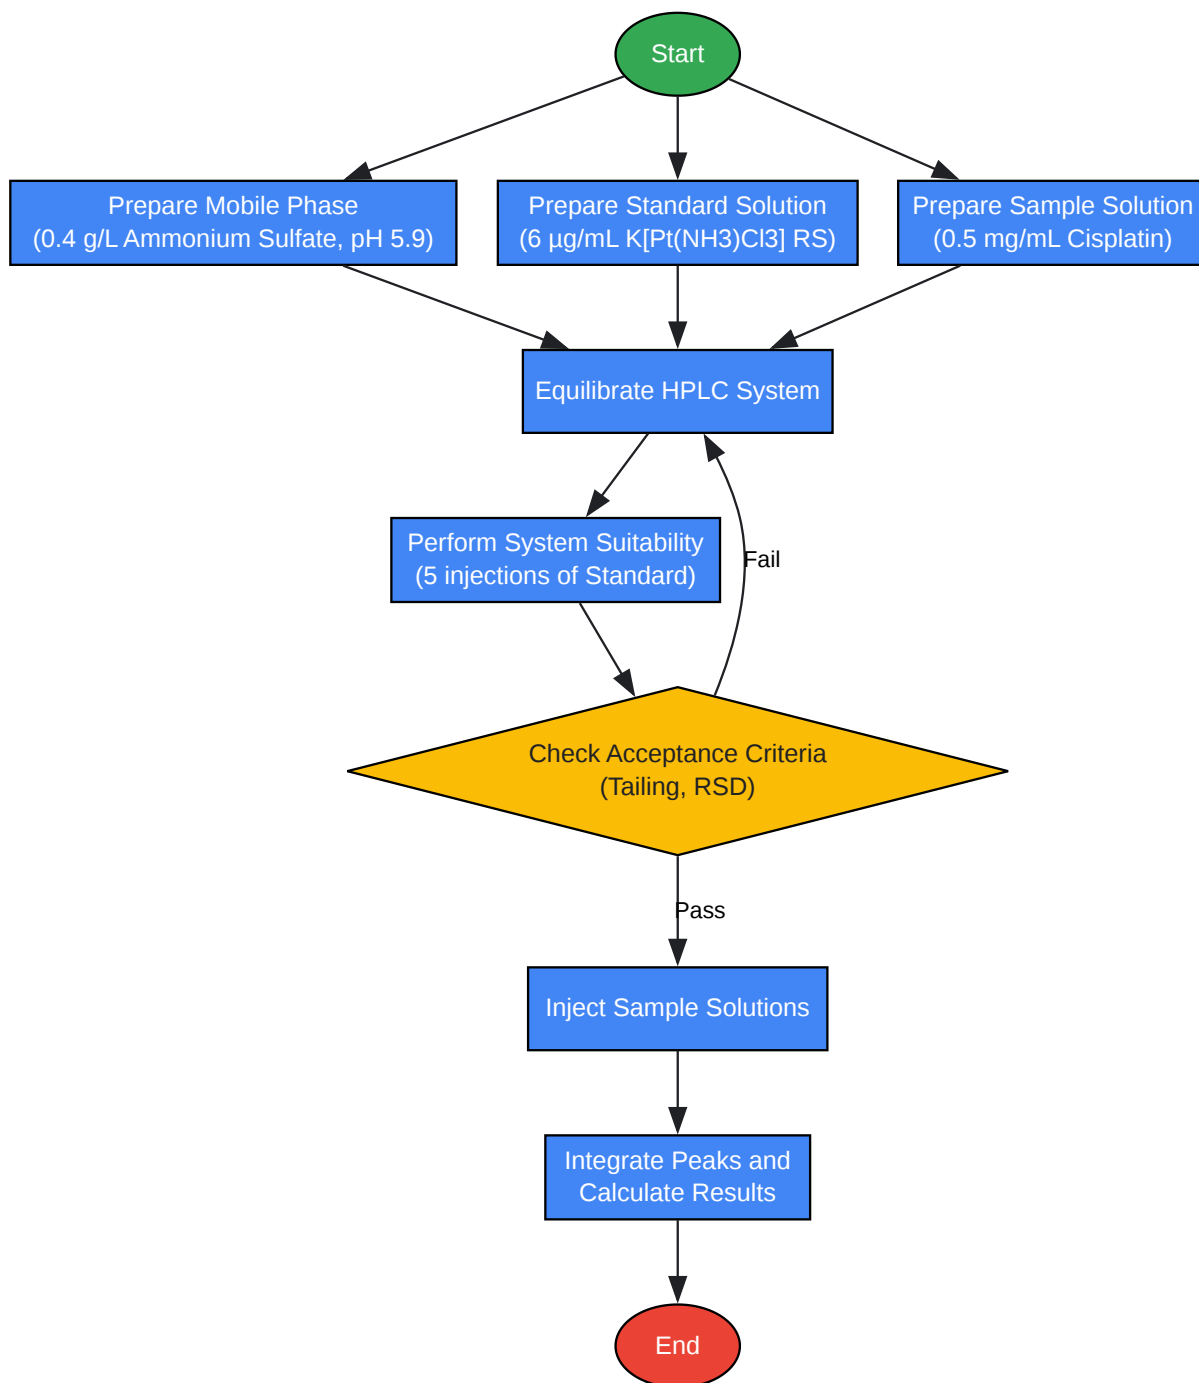 Start
Prepare Mobile Phase
(0.4 g/L Ammonium Sulfate, pH 5.9)
Prepare Standard Solution
(6 µg/mL K[Pt(NH3)Cl3] RS)
Prepare Sample Solution
(0.5 mg/mL Cisplatin)
Equilibrate HPLC System
Perform System Suitability
(5 injections of Standard)
Fail
Check Acceptance Criteria
(Tailing, RSD)
Pass
Inject Sample Solutions
Integrate Peaks and
Calculate Results
End